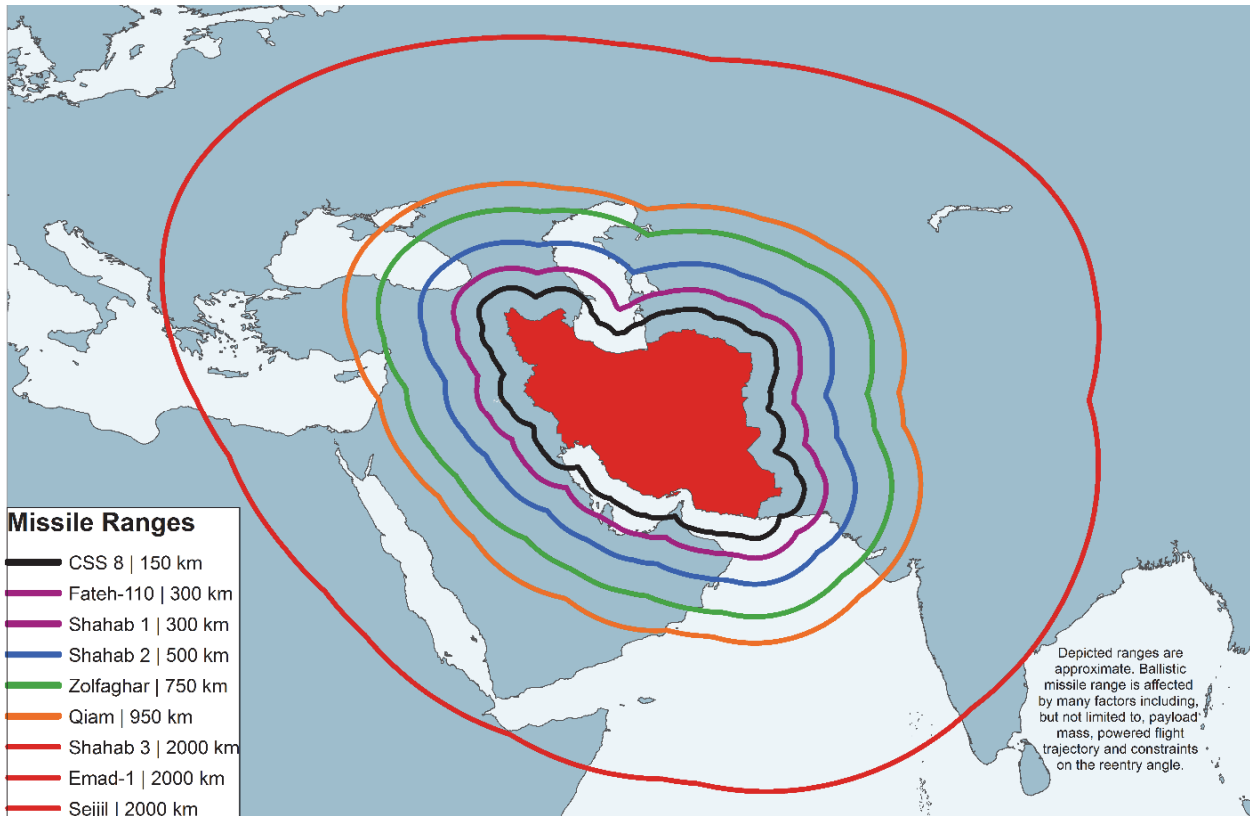 Missile Ranges
CSS 8 | 150 km
Fateh-110 | 300 km
Shahab 1 | 300 km
Shahab 2 | 500 km
Zolfaghar | 750 km
Qiam | 950 km
Shahab 3 | 2000 km
Emad-1 | 2000 km
Sejjil | 2000 km
Depicted ranges are
approximate. Ballistic
missile range is affected
by many factors including,
but not limited to, payload
mass, powered flight
trajectory and constraints
on the reentry angle.